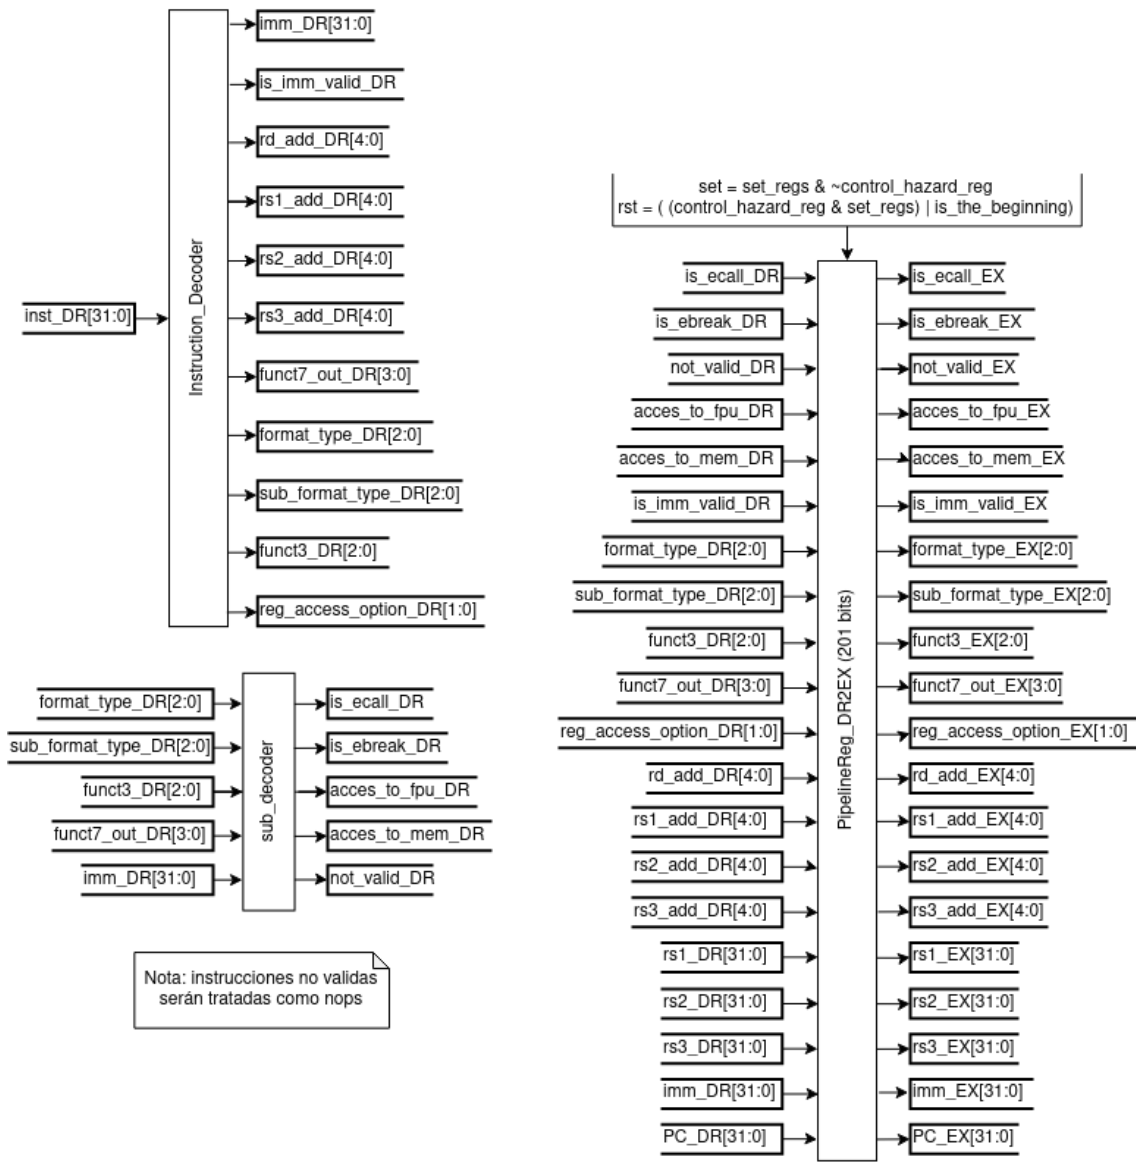 imm_DR[31:0]
is_imm_valid_DR
rd_add_DR[4:0]
rs1_add_DR[4:0]
rs2_add_DR[4:0]
rs3_add_DR[4:0]
funct7_out_DR[3:0]
format_type_DR[2:0]
sub_format_type_DR[2:0]
funct3_DR[2:0]
reg_access_option_DR[1:0]
inst_DR[31:0]
Instruction_Decoder
format_type_DR[2:0]
sub_format_type_DR[2:0]
funct3_DR[2:0]
funct7_out_DR[3:0]
imm_DR[31:0]
sub_decoder
is_ecall_DR
is_ebreak_DR
acces_to_fpu_DR
acces_to_mem_DR
not_valid_DR
Nota: instrucciones no validas
serán tratadas como nops
set = set_regs & ~control_hazard_reg
rst = ( (control_hazard_reg & set_regs) | is_the_beginning)
is_ecall_DR
is_ebreak_DR
not_valid_DR
acces_to_fpu_DR
acces_to_mem_DR
is_imm_valid_DR
format_type_DR[2:0]
sub_format_type_DR[2:0]
funct3_DR[2:0]
funct7_out_DR[3:0]
reg_access_option_DR[1:0]
rd_add_DR[4:0]
rs1_add_DR[4:0]
rs2_add_DR[4:0]
rs3_add_DR[4:0]
rs1_DR[31:0]
rs2_DR[31:0]
rs3_DR[31:0]
imm_DR[31:0]
PC_DR[31:0]
PipelineReg_DR2EX (201 bits)
is_ecall_EX
is_ebreak_EX
not_valid_EX
acces_to_fpu_EX
acces_to_mem_EX
is_imm_valid_EX
format_type_EX[2:0]
sub_format_type_EX[2:0]
funct3_EX[2:0]
funct7_out_EX[3:0]
reg_access_option_EX[1:0]
rd_add_EX[4:0]
rs1_add_EX[4:0]
rs2_add_EX[4:0]
rs3_add_EX[4:0]
rs1_EX[31:0]
rs2_EX[31:0]
rs3_EX[31:0]
imm_EX[31:0]
PC_EX[31:0]